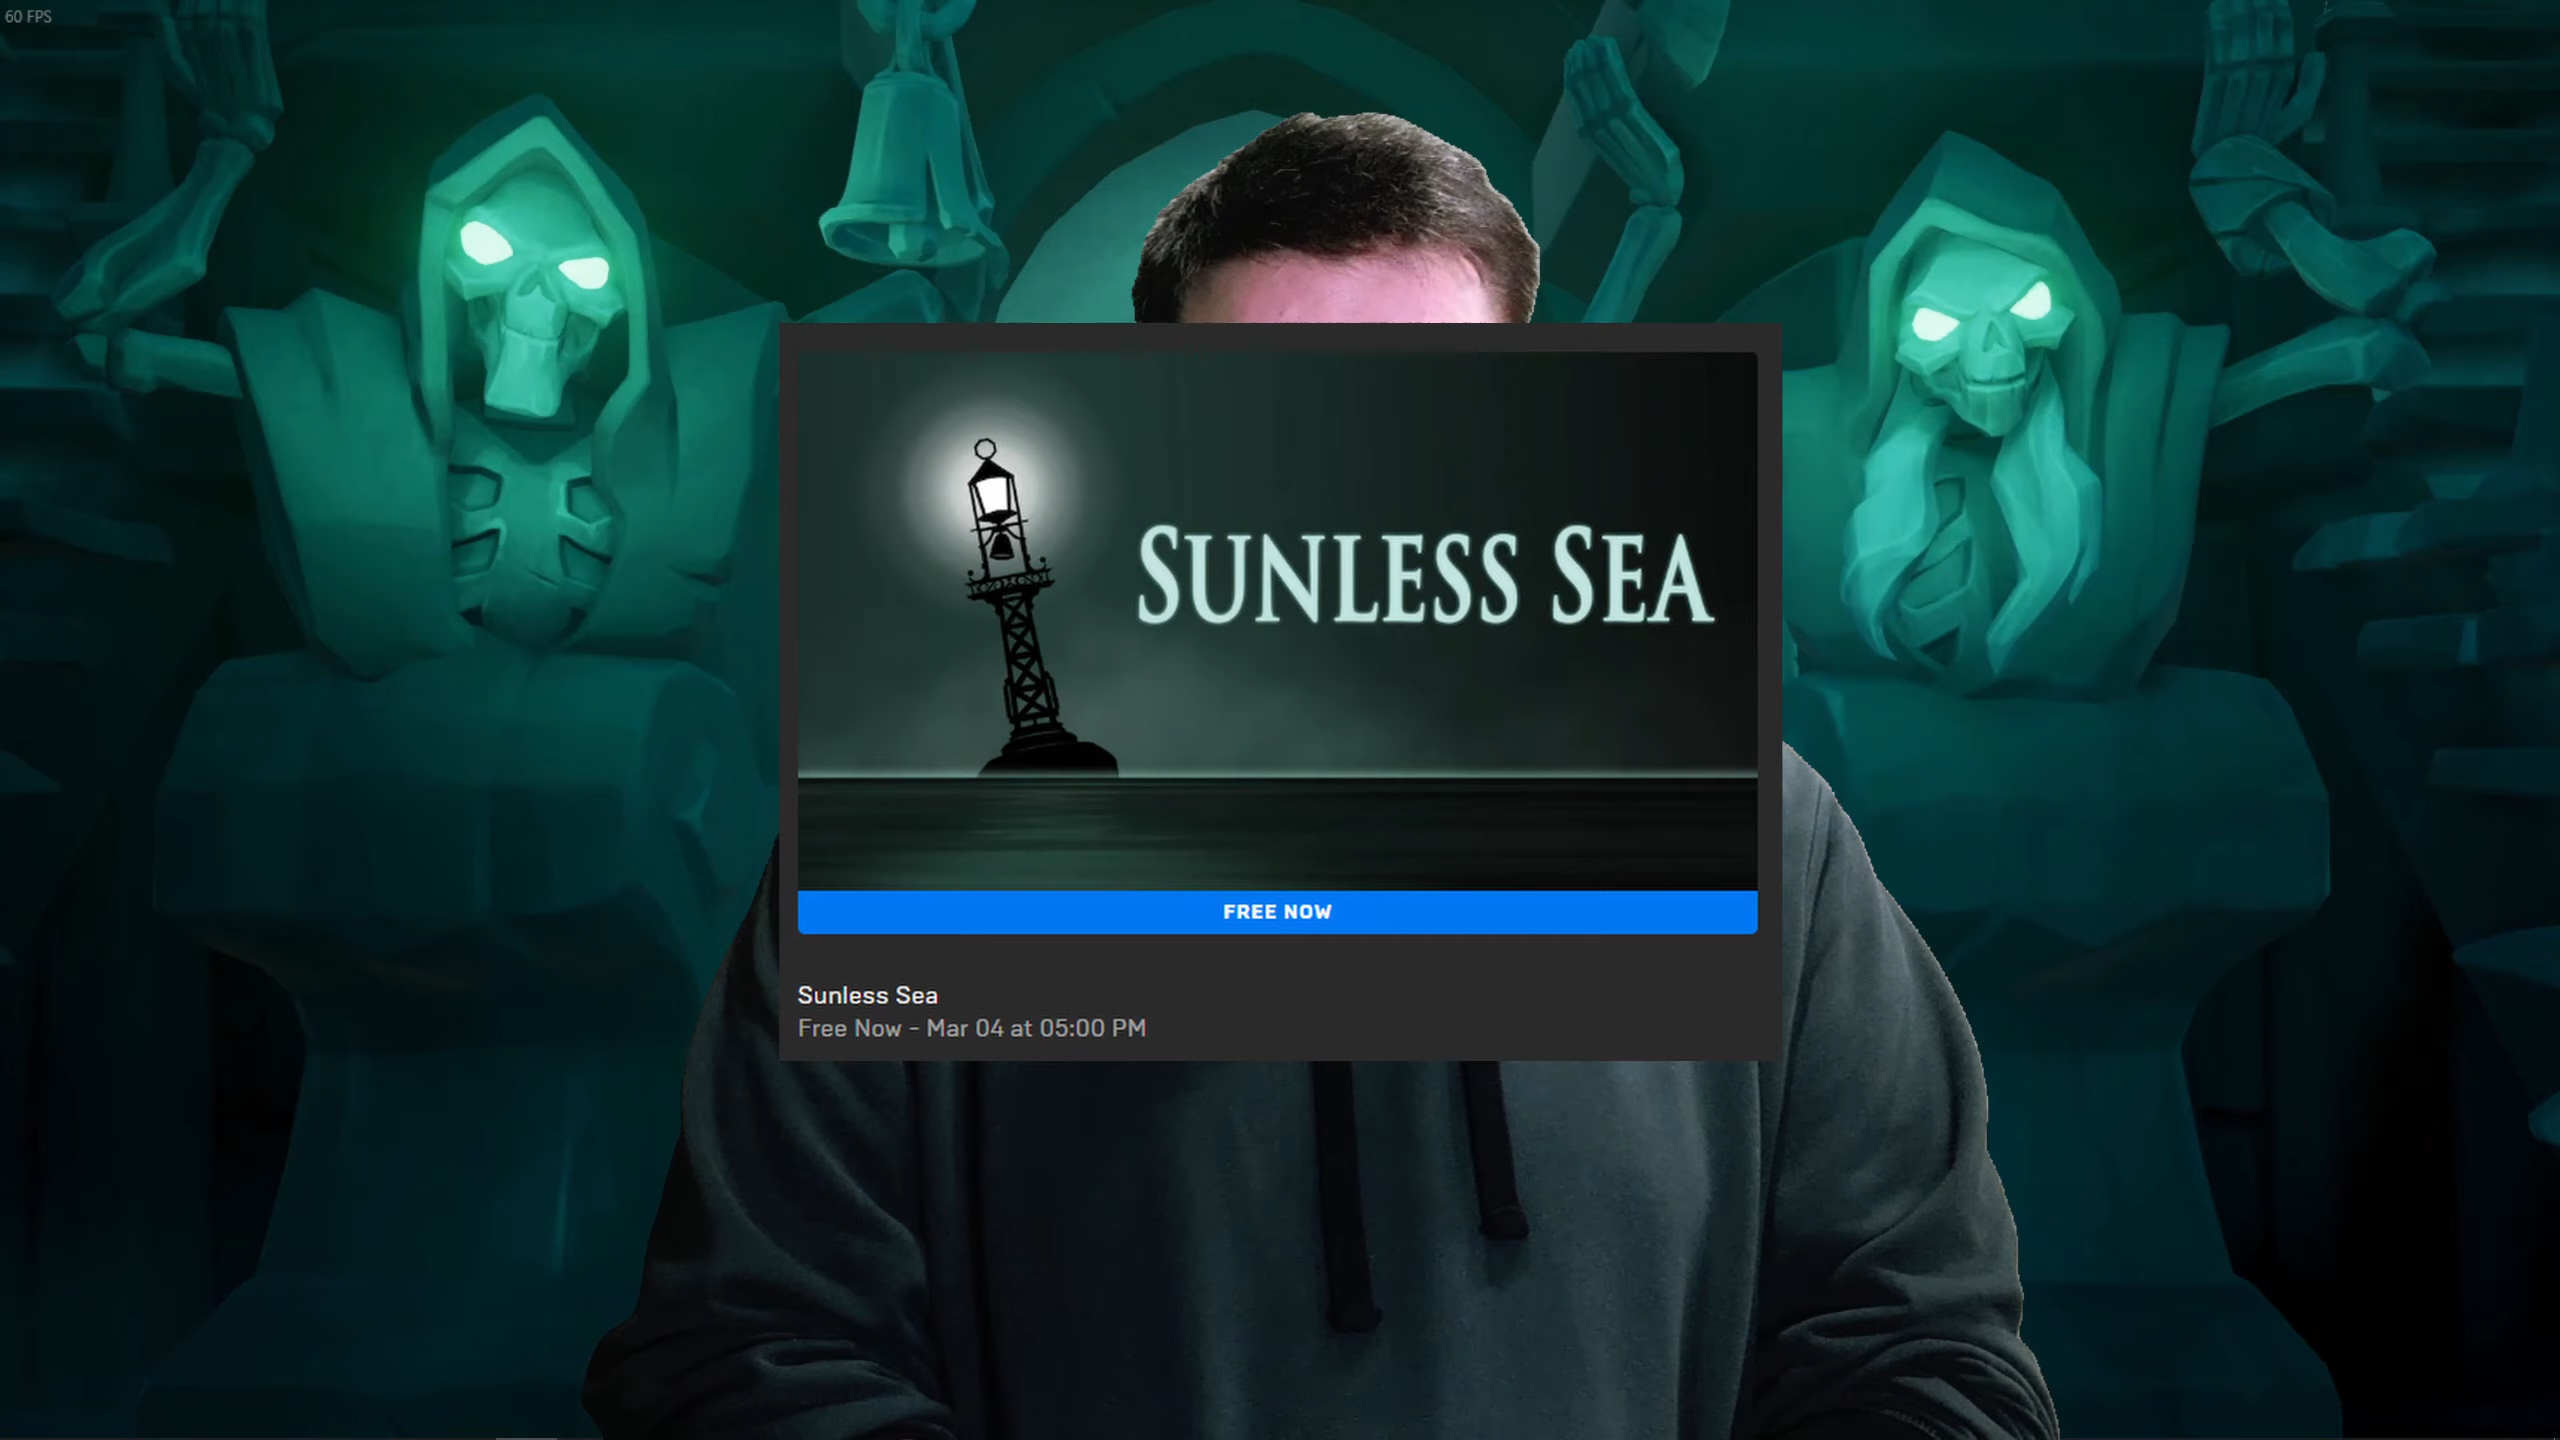 60 FPS
SUNLESS SEA
FREE NOW
Sunless Sea
Free Now - Mar 04 at 05:00 PM